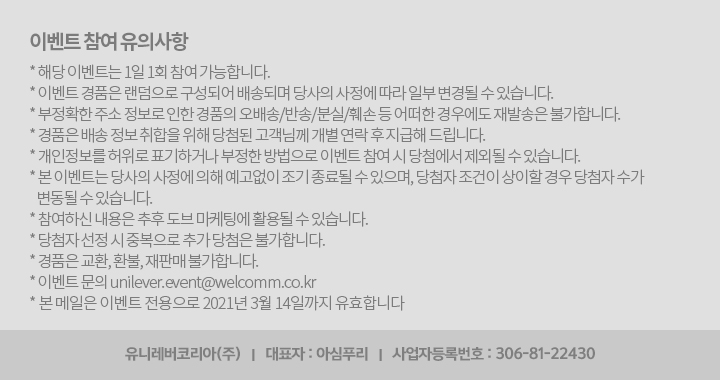 이벤트 참여 유의사항
* 해당 이벤트는 1일 1회 참여 가능합니다.
* 이벤트 경품은 랜덤으로 구성되어 배송되며 당사의 사정에 따라 일부 변경될 수 있습니다.
* 부정확한 주소 정보로 인한 경품의 오배송/반송/분실/훼손 등 어떠한 경우에도 재발송은 불가합니다.
* 경품은 배송 정보 취합을 위해 당첨된 고객님께 개별 연락 후 지급해 드립니다.
* 개인정보를 허위로 표기하거나 부정한 방법으로 이벤트 참여 시 당첨에서 제외될 수 있습니다.
* 본 이벤트는 당사의 사정에 의해 예고없이 조기 종료될 수 있으며, 당첨자 조건이 상이할 경우 당첨자 수가
변동될 수 있습니다.
* 참여하신 내용은 추후 도브 마케팅에 활용될 수 있습니다.
* 당첨자 선정 시 중복으로 추가 당첨은 불가합니다.
* 경품은 교환, 환불, 재판매 불가합니다.
* 이벤트 문의 unilever.event@welcomm.co.kr
* 본 메일은 이벤트 전용으로 2021년 3월 14일까지 유효합니다
유니레버코리아(주) | 대표자 : 아심푸리 | 사업자등록번호 : 306-81-22430